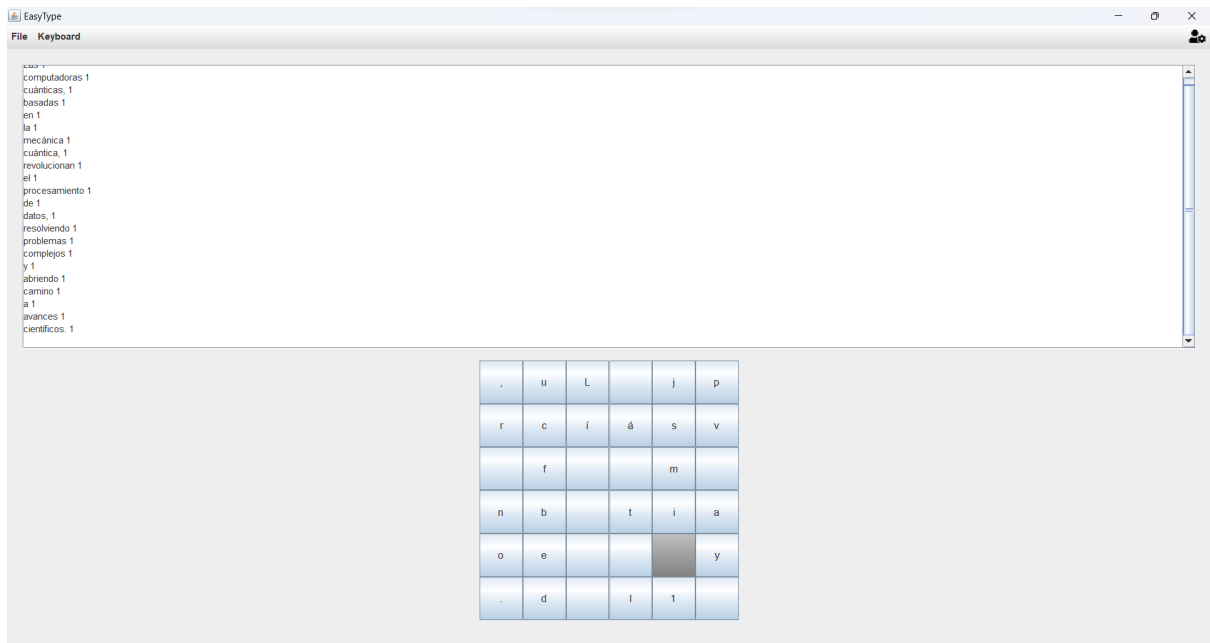 EasyType
File Keyboard
Las 1
computadoras 1
cuánticas, 1
basadas 1
en 1
la 1
mecánica 1
cuántica, 1
revolucionan 1
el 1
procesamiento 1
de 1
datos, 1
resolviendo 1
problemas 1
complejos 1
y 1
abriendo 1
camino 1
a 1
avances 1
científicos. 1
, u L j p
r c í á s v
f m
n b t i a
o e y
. d l 1